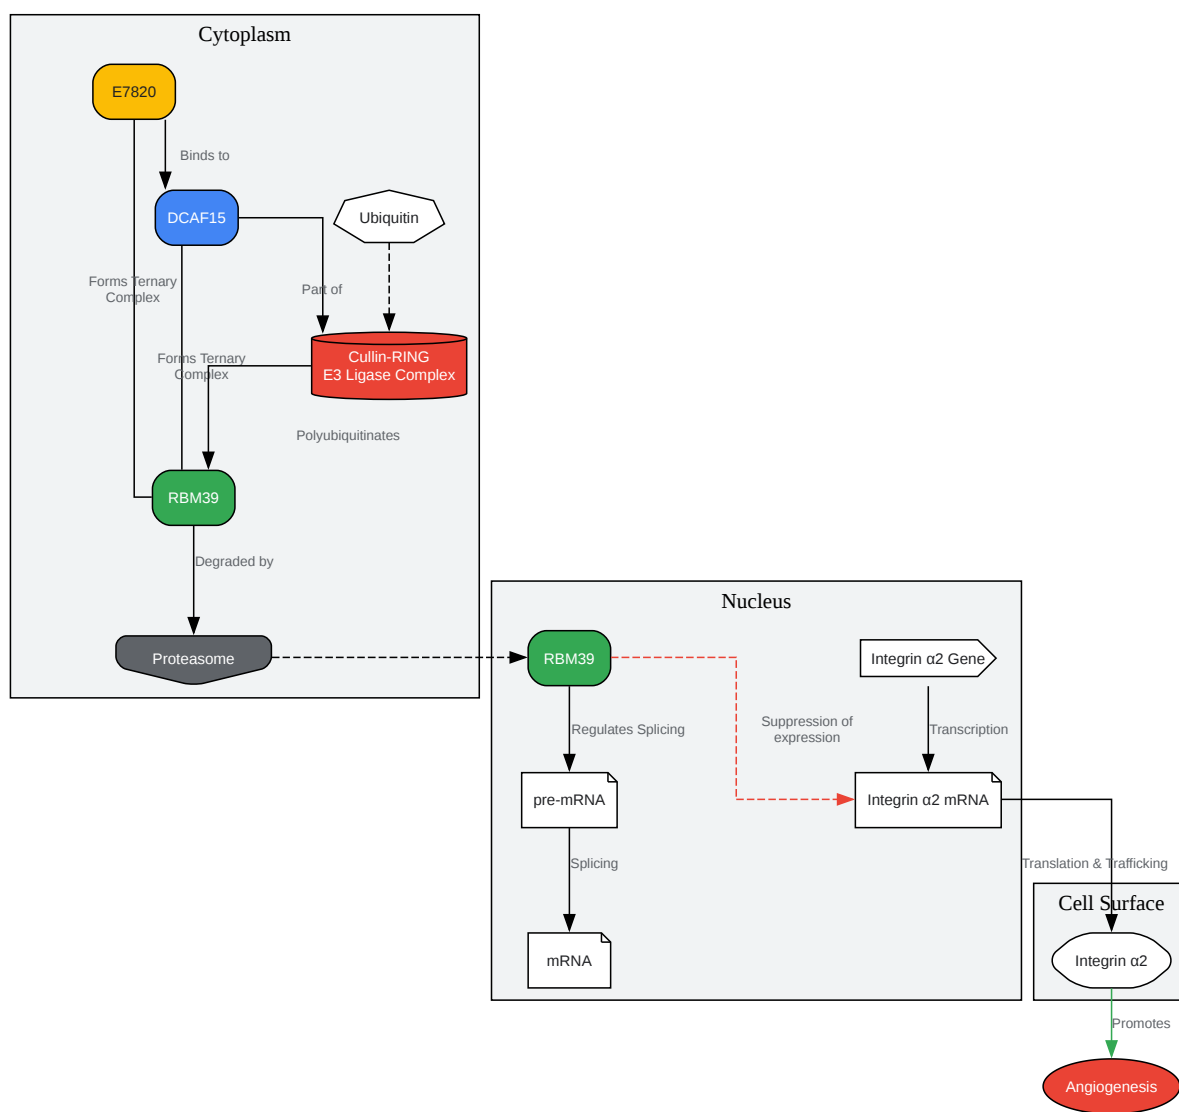 Cytoplasm
E7820
Binds to
DCAF15
Ubiquitin
Forms Ternary
Complex
Part of
Forms Ternary
Complex
Cullin-RING
E3 Ligase Complex
Polyubiquitinates
RBM39
Degraded by
Proteasome
Nucleus
RBM39
Integrin α2 Gene
Regulates Splicing
Suppression of
expression
Transcription
pre-mRNA
Integrin α2 mRNA
Splicing
Translation & Trafficking
Cell Surface
mRNA
Integrin α2
Promotes
Angiogenesis